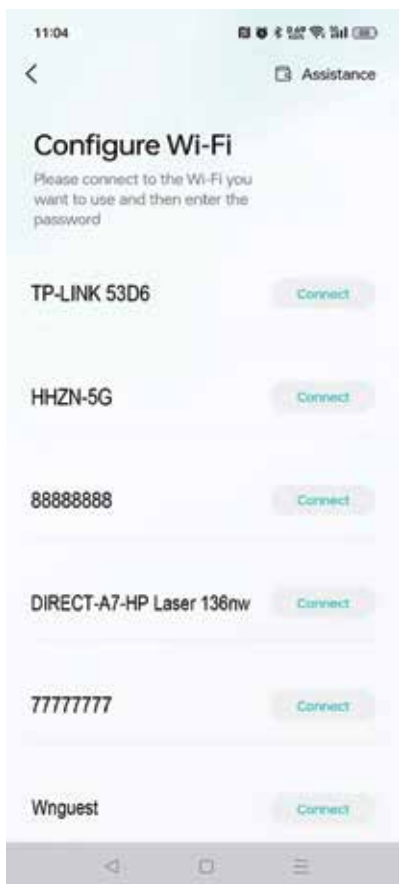 11:04
Assistance
Configure Wi-Fi
Please connect to the Wi-Fi you
want to use and then enter the
password
TP-LINK 53D6 Connect
HHZN-5G Connect
88888888 Connect
DIRECT-A7-HP Laser 136nw Connect
77777777 Connect
Wnguest Connect